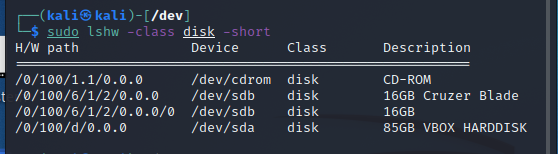 (kali㉿kali)-[/dev]
$ sudo lshw -class disk -short
H/W path Device Class Description
/0/100/1.1/0.0.0 /dev/cdrom disk CD-ROM
/0/100/6/1/2/0.0.0 /dev/sdb disk 16GB Cruzer Blade
/0/100/6/1/2/0.0.0/0 /dev/sdb disk 16GB
/0/100/d/0.0.0 /dev/sda disk 85GB VBOX HARDDISK